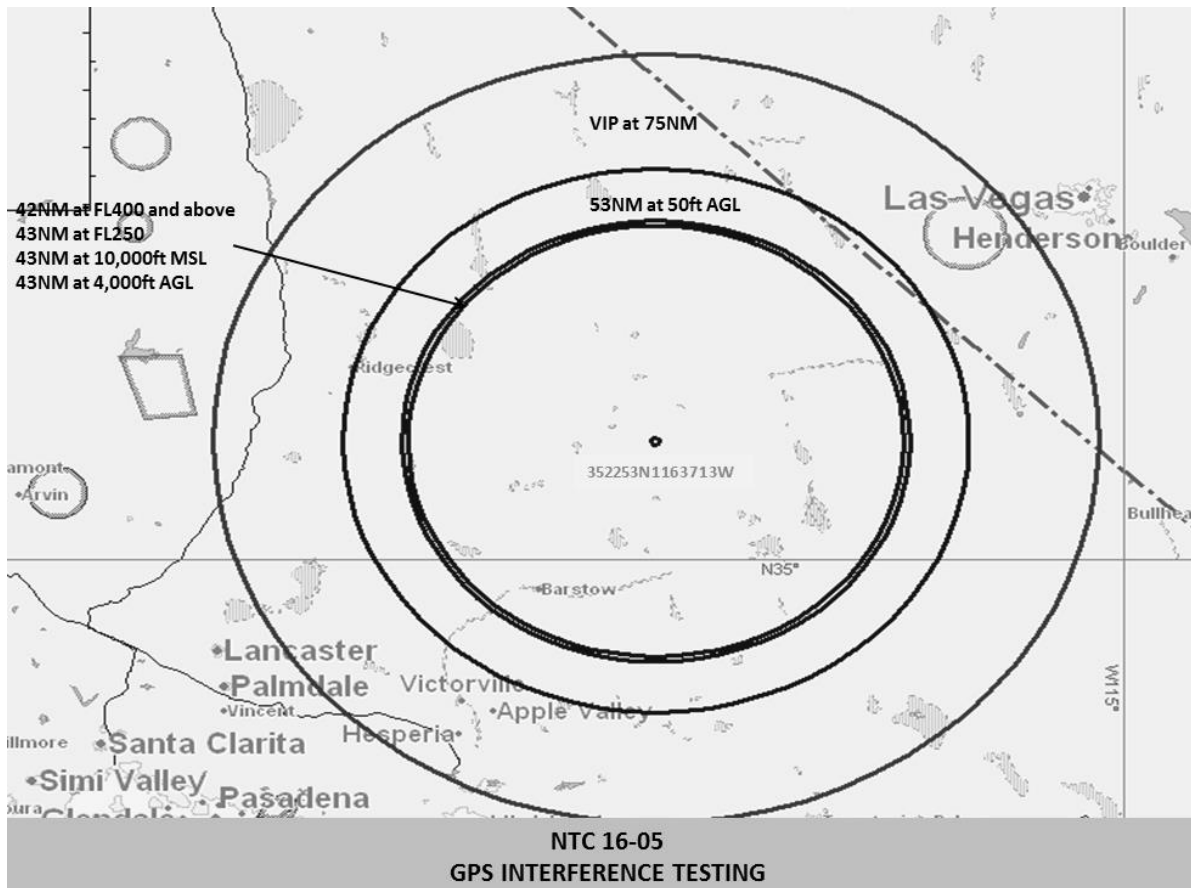 VIP at 75NM
Las Vegas
53NM at 50ft AGL
42NM at FL400 and above
43NM at FL250
43NM at 10,000ft MSL
43NM at 4,000ft AGL
Henderson
Boulder
Ridgecrest
352253N1163713W
amont
Arvin
Bullhea
N35°
Barstow
Lancaster
Palmdale
Victorville
W115°
Vincent
Apple Valley
Hesperia
illmore
Santa Clarita
Simi Valley
Pasadena
oura
Glendale
NTC 16-05
GPS INTERFERENCE TESTING